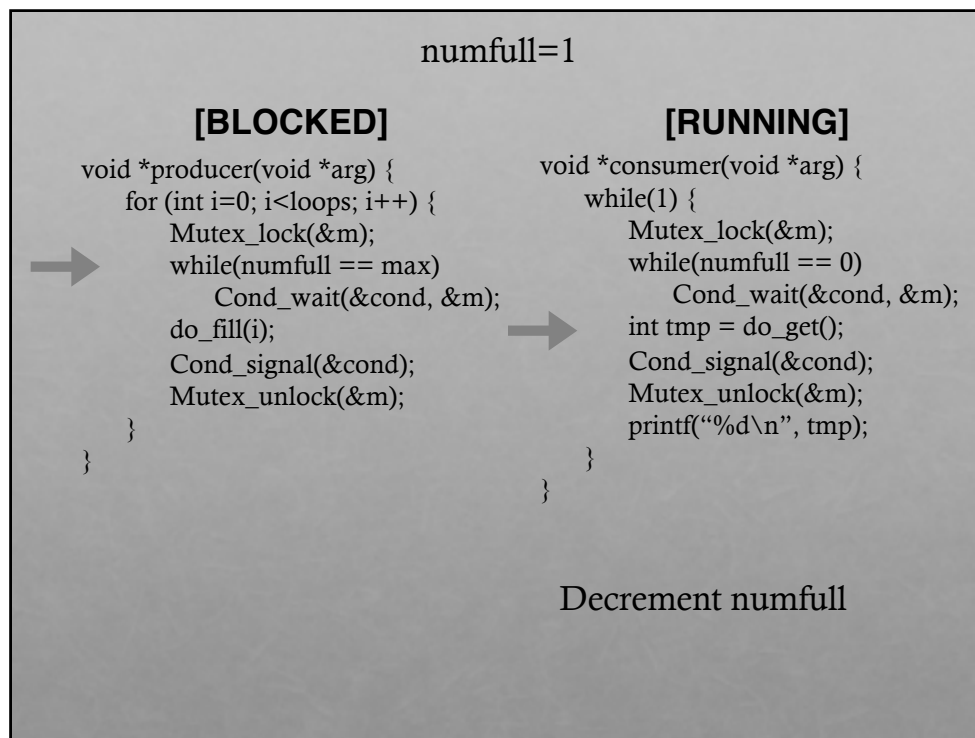 numfull=1
[BLOCKED]
void *producer(void *arg) {
for (int i=0; i<loops; i++) {
Mutex_lock(&m);
while(numfull == max)
Cond_wait(&cond, &m);
do_fill(i);
Cond_signal(&cond);
Mutex_unlock(&m);
}
}
[RUNNING]
void *consumer(void *arg) {
while(1) {
Mutex_lock(&m);
while(numfull == 0)
Cond_wait(&cond, &m);
int tmp = do_get();
Cond_signal(&cond);
Mutex_unlock(&m);
printf(“%d\n”, tmp);
}
}
Decrement numfull